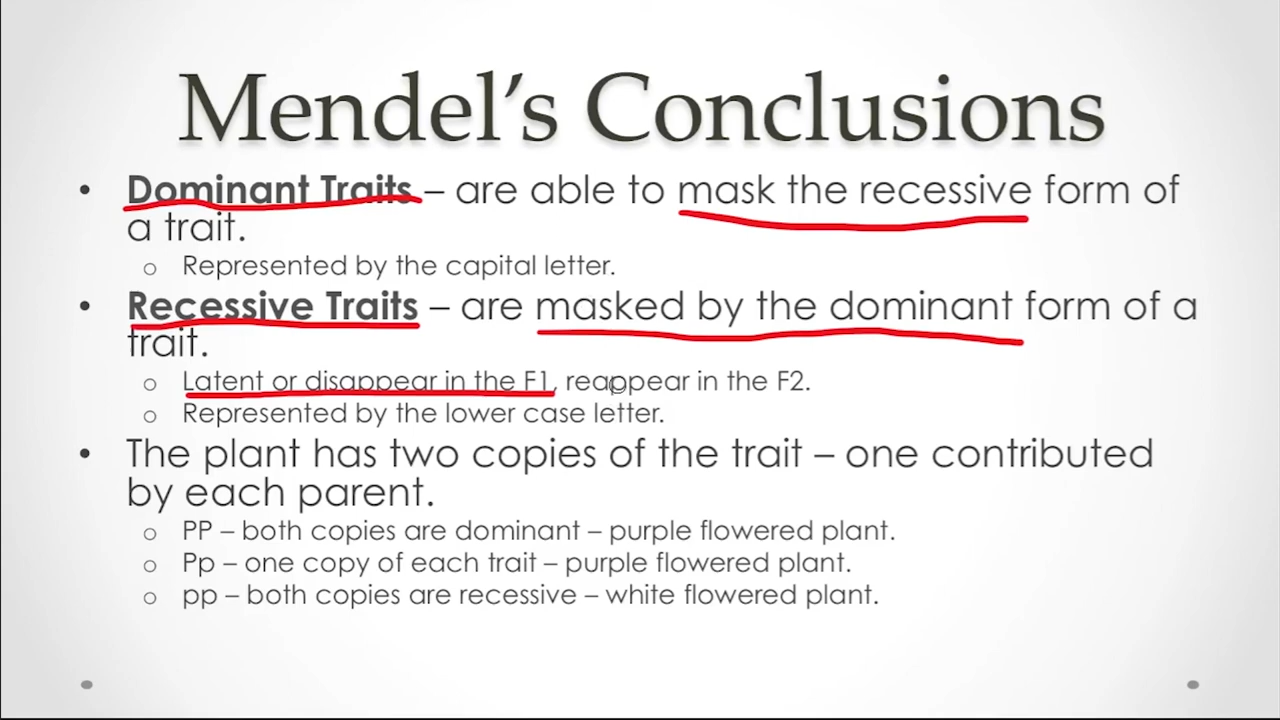 Mendel’s Conclusions
• Dominant Traits – are able to mask the recessive form of
a trait.
o Represented by the capital letter.
• Recessive Traits – are masked by the dominant form of a
trait.
o Latent or disappear in the F1, reappear in the F2.
o Represented by the lower case letter.
• The plant has two copies of the trait – one contributed
by each parent.
o PP – both copies are dominant – purple flowered plant.
o Pp – one copy of each trait – purple flowered plant.
o pp – both copies are recessive – white flowered plant.